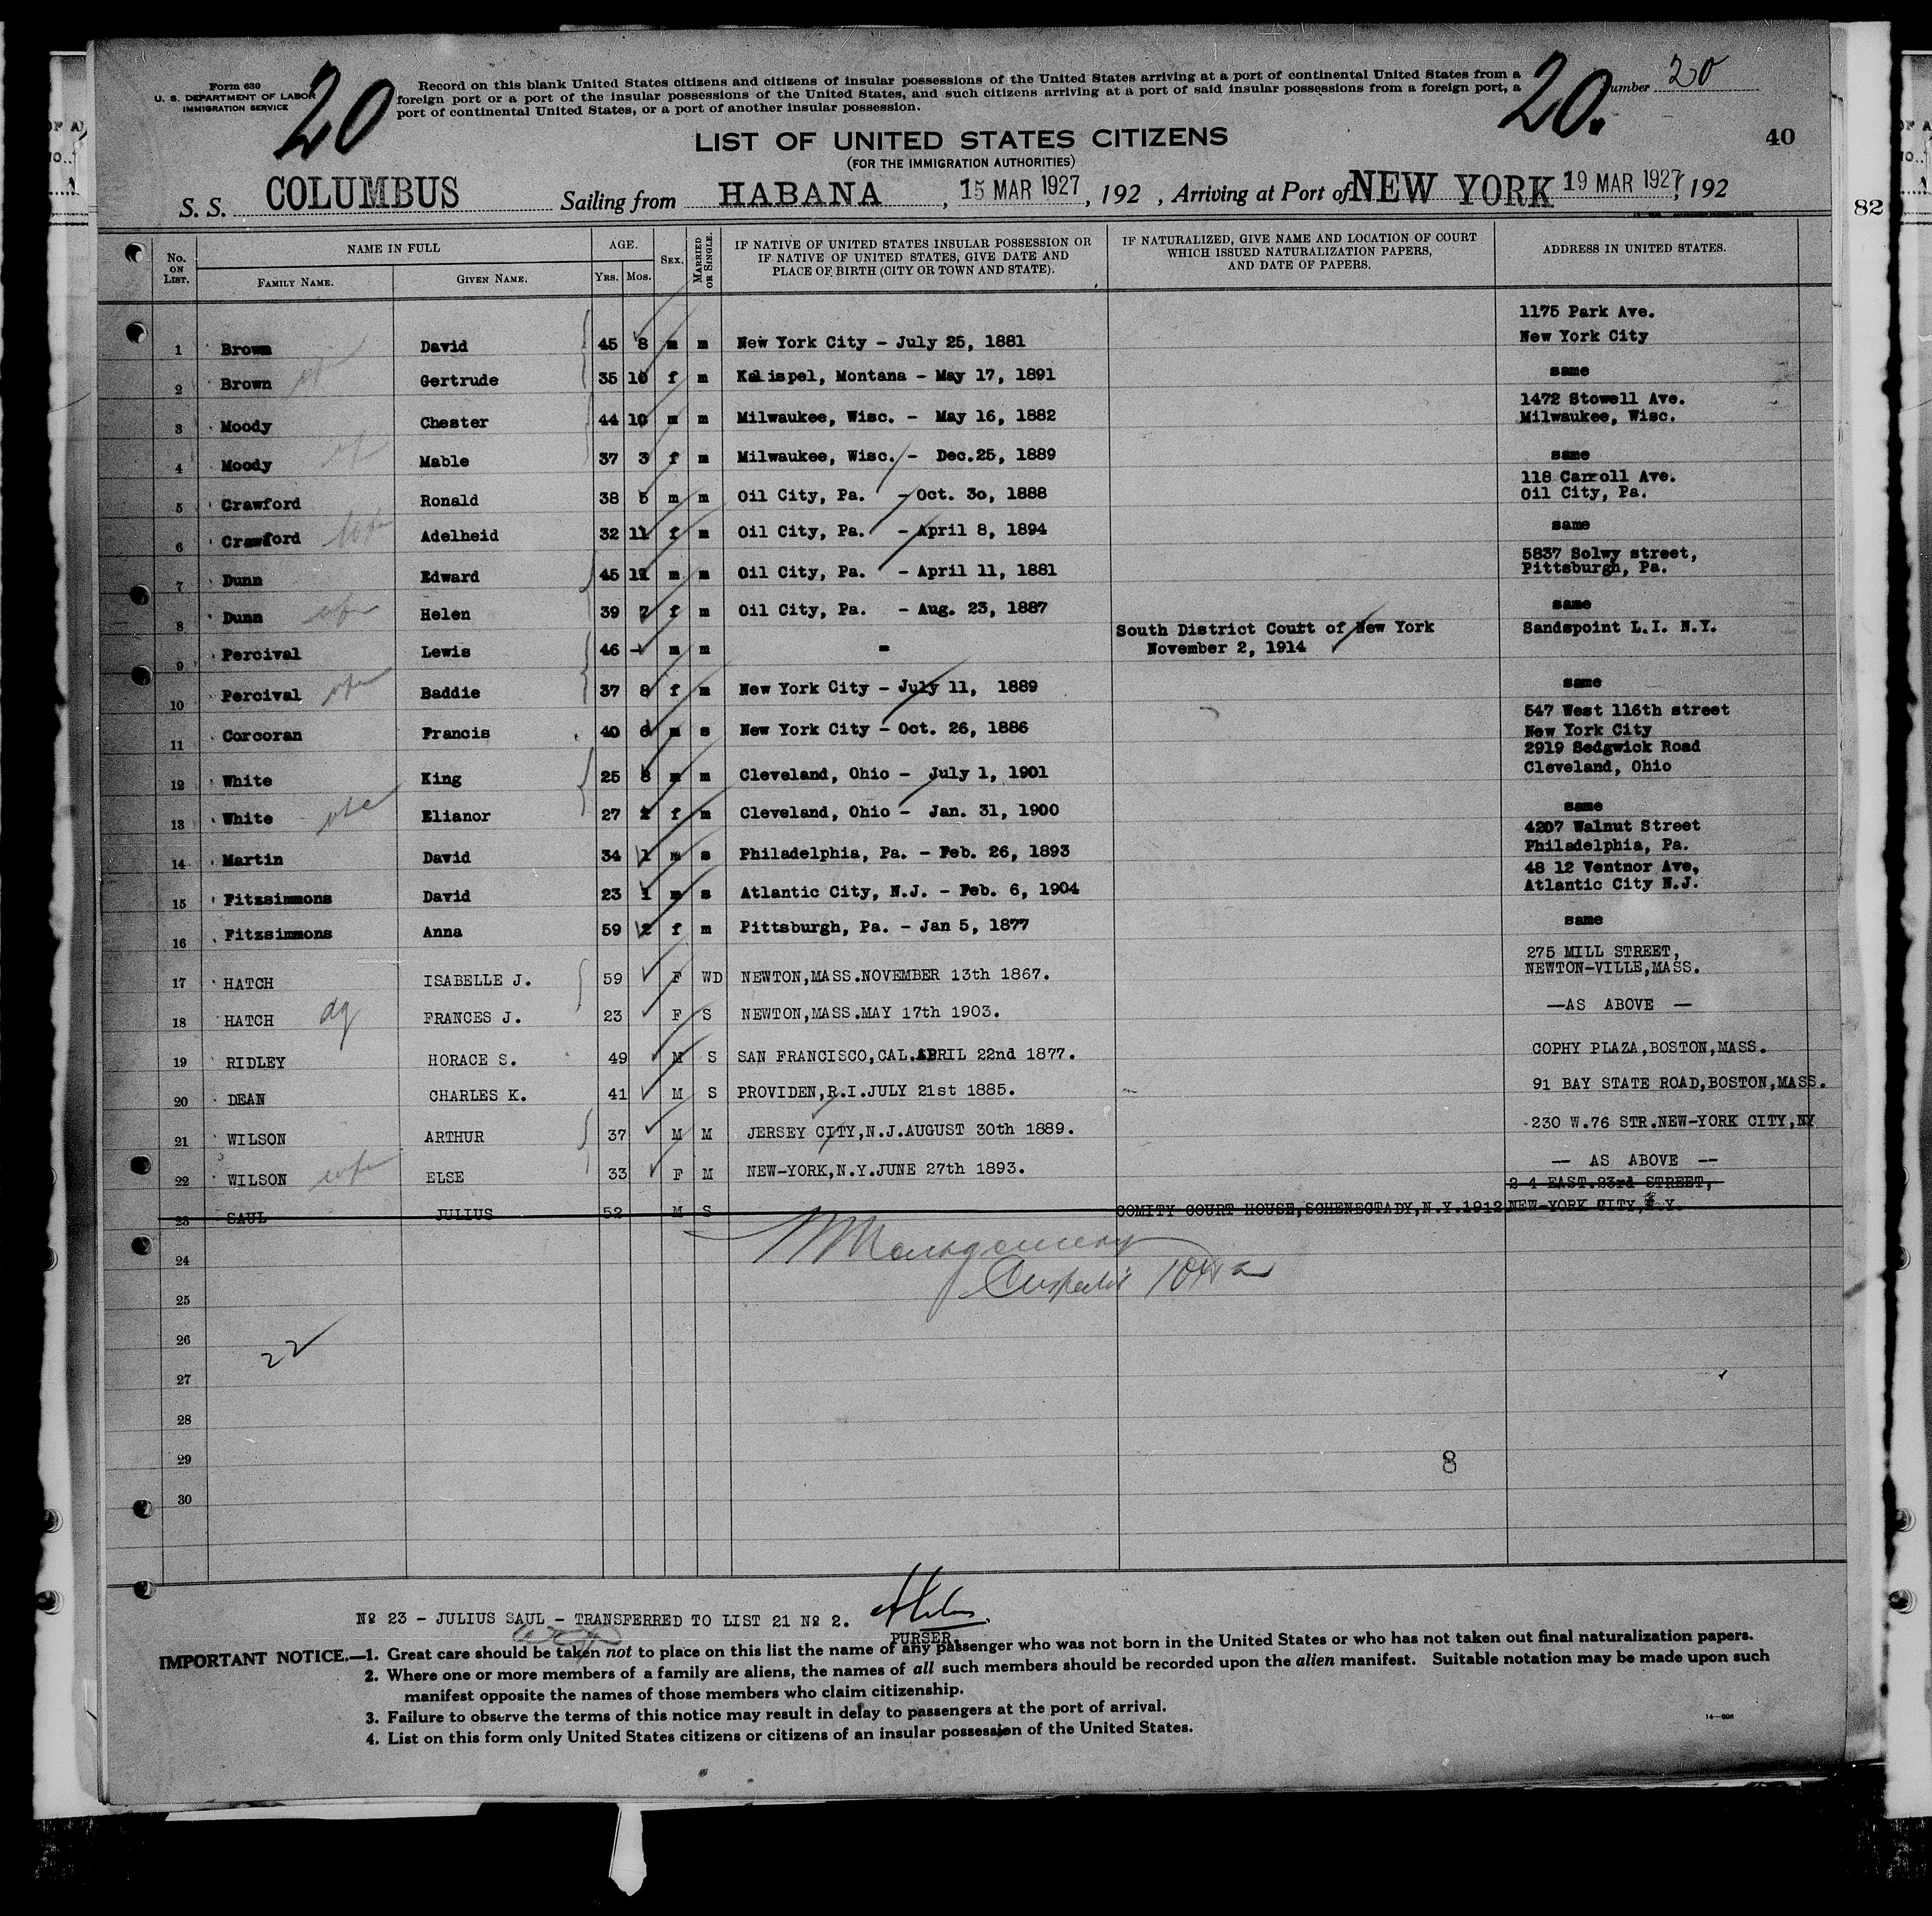 Form 630
U. S. DEPARTMENT OF LABOR
IMMIGRATION SERVICE
20
Record on this blank United States citizens and citizens of insular possessions of the United States arriving at a port of continental United States from a
foreign port or a port of the insular possessions of the United States, and such citizens arriving at a port of said insular possessions from a foreign port, a
port of continental United States, or a port of another insular possession.
20.
40
LIST OF UNITED STATES CITIZENS
(FOR THE IMMIGRATION AUTHORITIES)
S. S. COLUMBUS Sailing from HABANA, 15 MAR 1927, 192 , Arriving at Port of NEW YORK 19 MAR 1927, 192
82
No. ON LIST. NAME IN FULL AGE. SEX. MARRIED OR SINGLE. IF NATIVE OF UNITED STATES INSULAR POSSESSION OR IF NATIVE OF UNITED STATES, GIVE DATE AND PLACE OF BIRTH (CITY OR TOWN AND STATE). IF NATURALIZED, GIVE NAME AND LOCATION OF COURT WHICH ISSUED NATURALIZATION PAPERS, AND DATE OF PAPERS. ADDRESS IN UNITED STATES.
FAMILY NAME. GIVEN NAME. YRS. MOS.
1 Brown David 45 8 m m New York City - July 25, 1881 1175 Park Ave. New York City
2 Brown Gertrude 35 10 f m Kalispel, Montana - May 17, 1891 same
3 Moody Chester 44 10 m m Milwaukee, Wisc. - May 16, 1882 1472 Stowell Ave. Milwaukee, Wisc.
4 Moody Mable 37 3 f m Milwaukee, Wisc. - Dec.25, 1889 same
5 Crawford Ronald 38 5 m m Oil City, Pa. - Oct. 30, 1888 118 Carroll Ave. Oil City, Pa.
6 Crawford Adelheid 32 11 f m Oil City, Pa. - April 8, 1894 same
7 Dunn Edward 45 11 m m Oil City, Pa. - April 11, 1881 5837 Solwy street, Pittsburgh, Pa.
8 Dunn Helen 39 7 f m Oil City, Pa. - Aug. 23, 1887 same
9 Percival Lewis 46 - m m - South District Court of New York November 2, 1914 Sandspoint L.I. N.Y.
10 Percival Baddie 37 8 f m New York City - July 11, 1889 same
11 Corcoran Francis 40 6 m s New York City - Oct. 26, 1886 547 West 116th street New York City
12 White King 25 8 m m Cleveland, Ohio - July 1, 1901 2919 Sedgwick Road Cleveland, Ohio
13 White Elianor 27 2 f m Cleveland, Ohio - Jan. 31, 1900 same
14 Martin David 34 1 m s Philadelphia, Pa. - Feb. 26, 1893 4207 Walnut Street Philadelphia, Pa.
15 Fitzsimmons David 23 1 m s Atlantic City, N.J. - Feb. 6, 1904 48 12 Ventnor Ave, Atlantic City N.J.
16 Fitzsimmons Anna 59 2 f m Pittsburgh, Pa. - Jan 5, 1877 same
17 HATCH ISABELLE J. 59 F WD NEWTON,MASS.NOVEMBER 13th 1867. 275 MILL STREET, NEWTON-VILLE,MASS.
18 HATCH FRANCES J. 23 F S NEWTON,MASS.MAY 17th 1903. —AS ABOVE —
19 RIDLEY HORACE S. 49 M S SAN FRANCISCO,CAL.APRIL 22nd 1877. COPHY PLAZA,BOSTON,MASS.
20 DEAN CHARLES K. 41 M S PROVIDEN,R.I.JULY 21st 1885. 91 BAY STATE ROAD,BOSTON,MASS.
21 WILSON ARTHUR 37 M M JERSEY CITY,N.J.AUGUST 30th 1889. 230 W.76 STR.NEW-YORK CITY,NY
22 WILSON ELSE 33 F M NEW-YORK,N.Y.JUNE 27th 1893. — AS ABOVE —
23 SAUL JULIUS 52 M S COMITY COURT HOUSE,SCHENECTADY,N.Y.1912 2 4 EAST.23rd STREET, NEW-YORK CITY,N.Y.
24
25
26
22
27
28
29
8
30
Nº 23 - JULIUS SAUL - TRANSFERRED TO LIST 21 Nº 2.
PURSER.
IMPORTANT NOTICE.—1. Great care should be taken not to place on this list the name of any passenger who was not born in the United States or who has not taken out final naturalization papers.
2. Where one or more members of a family are aliens, the names of all such members should be recorded upon the alien manifest. Suitable notation may be made upon such
manifest opposite the names of those members who claim citizenship.
3. Failure to observe the terms of this notice may result in delay to passengers at the port of arrival.
4. List on this form only United States citizens or citizens of an insular possession of the United States.